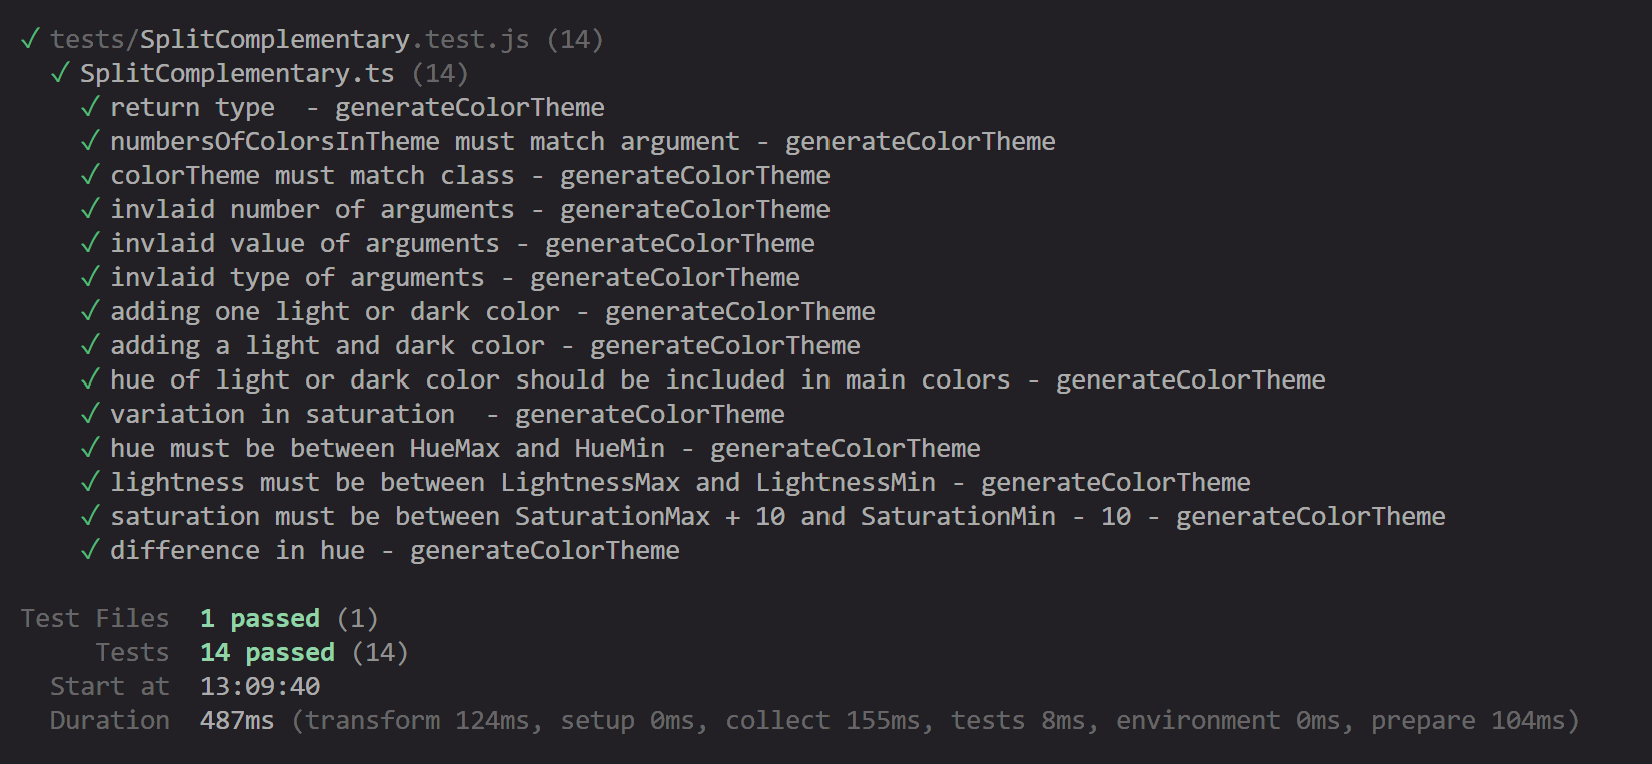 ✓ tests/SplitComplementary.test.js (14)
✓ SplitComplementary.ts (14)
✓ return type  - generateColorTheme
✓ numbersOfColorsInTheme must match argument - generateColorTheme
✓ colorTheme must match class - generateColorTheme
✓ invlaid number of arguments - generateColorTheme
✓ invlaid value of arguments - generateColorTheme
✓ invlaid type of arguments - generateColorTheme
✓ adding one light or dark color - generateColorTheme
✓ adding a light and dark color - generateColorTheme
✓ hue of light or dark color should be included in main colors - generateColorTheme
✓ variation in saturation  - generateColorTheme
✓ hue must be between HueMax and HueMin - generateColorTheme
✓ lightness must be between LightnessMax and LightnessMin - generateColorTheme
✓ saturation must be between SaturationMax + 10 and SaturationMin - 10 - generateColorTheme
✓ difference in hue - generateColorTheme
Test Files  1 passed (1)
Tests  14 passed (14)
Start at  13:09:40
Duration  487ms (transform 124ms, setup 0ms, collect 155ms, tests 8ms, environment 0ms, prepare 104ms)